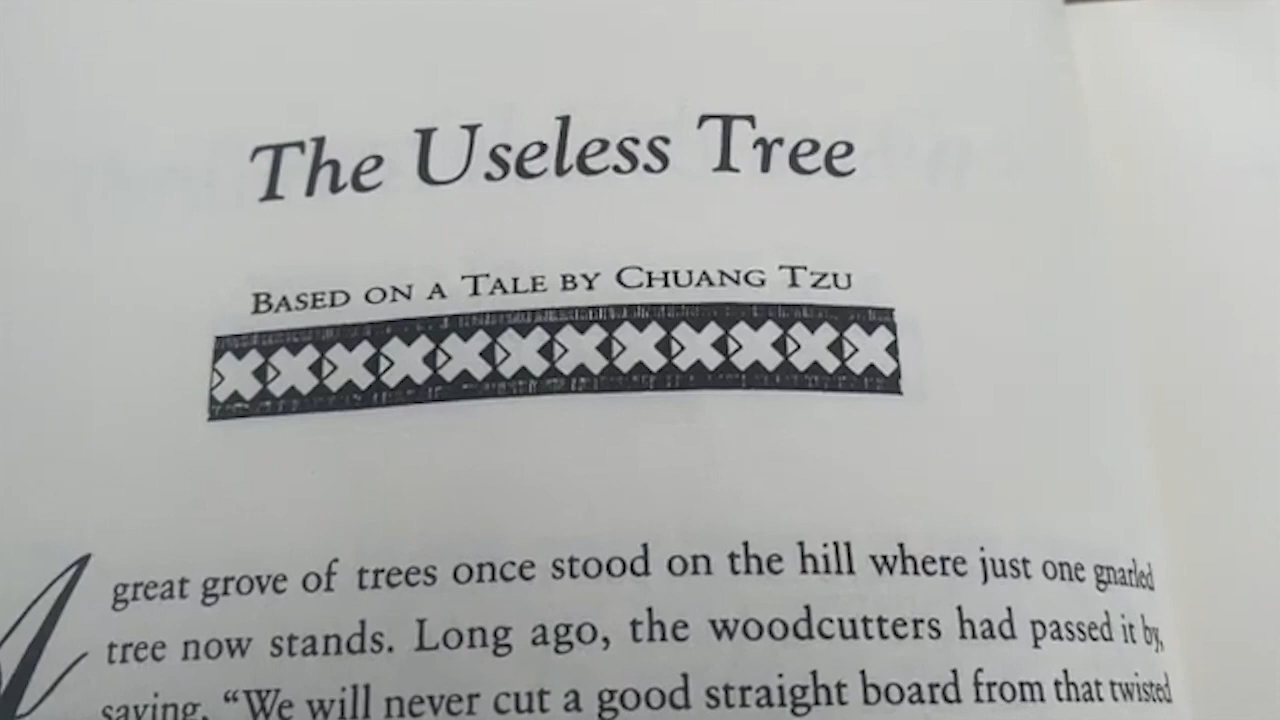 The Useless Tree
BASED ON A TALE BY CHUANG TZU
A great grove of trees once stood on the hill where just one gnarled
tree now stands. Long ago, the woodcutters had passed it by,
saying, “We will never cut a good straight board from that twisted